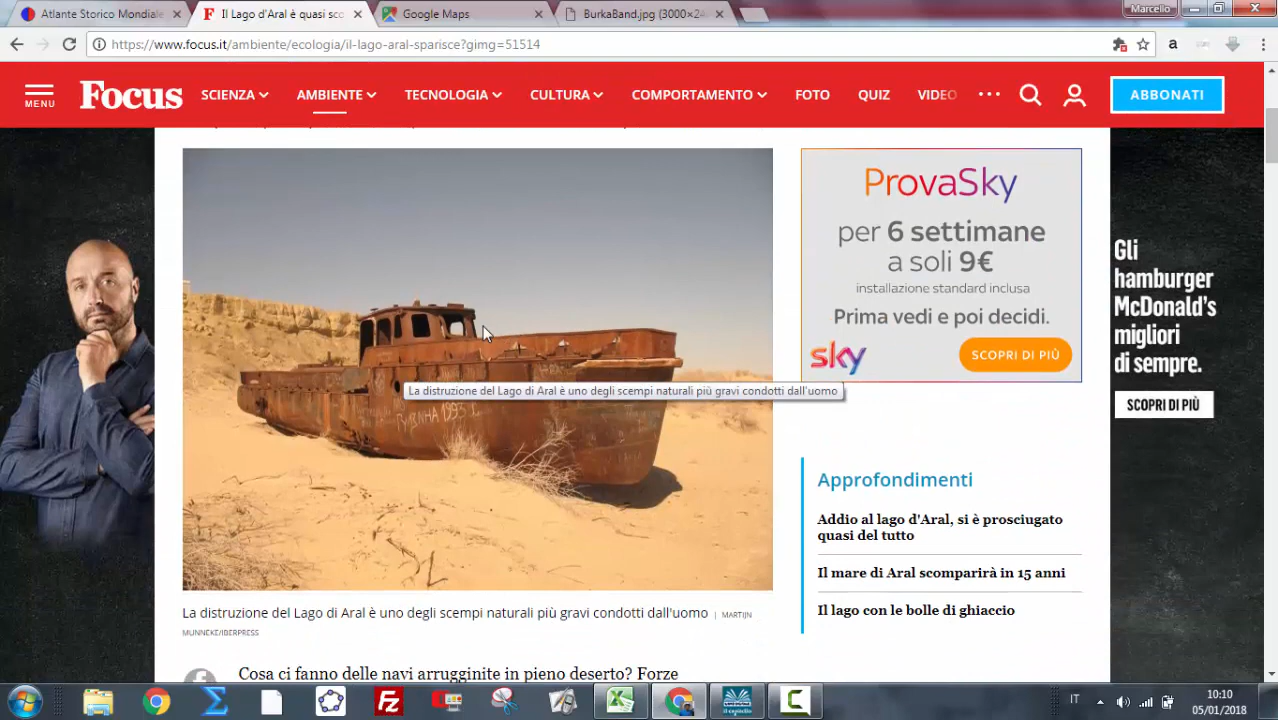 Atlante Storico Mondiale
Il Lago d'Aral è quasi sco
Google Maps
BurkaBand.jpg (3000×24
Marcello
https://www.focus.it/ambiente/ecologia/il-lago-aral-sparisce?gimg=51514
MENU
Focus
SCIENZA
AMBIENTE
TECNOLOGIA
CULTURA
COMPORTAMENTO
FOTO
QUIZ
VIDEO
ABBONATI
ProvaSky
per 6 settimane
a soli 9€
installazione standard inclusa
Prima vedi e poi decidi.
sky
SCOPRI DI PIÙ
Gli
hamburger
McDonald's
migliori
di sempre.
SCOPRI DI PIÙ
La distruzione del Lago di Aral è uno degli scempi naturali più gravi condotti dall'uomo
1993
Approfondimenti
Addio al lago d'Aral, si è prosciugato
quasi del tutto
Il mare di Aral scomparirà in 15 anni
Il lago con le bolle di ghiaccio
La distruzione del Lago di Aral è uno degli scempi naturali più gravi condotti dall'uomo | MARTIJN
MUNNEKE/IBERPRESS
Cosa ci fanno delle navi arrugginite in pieno deserto? Forze
il capitello
IT
10:10
05/01/2018